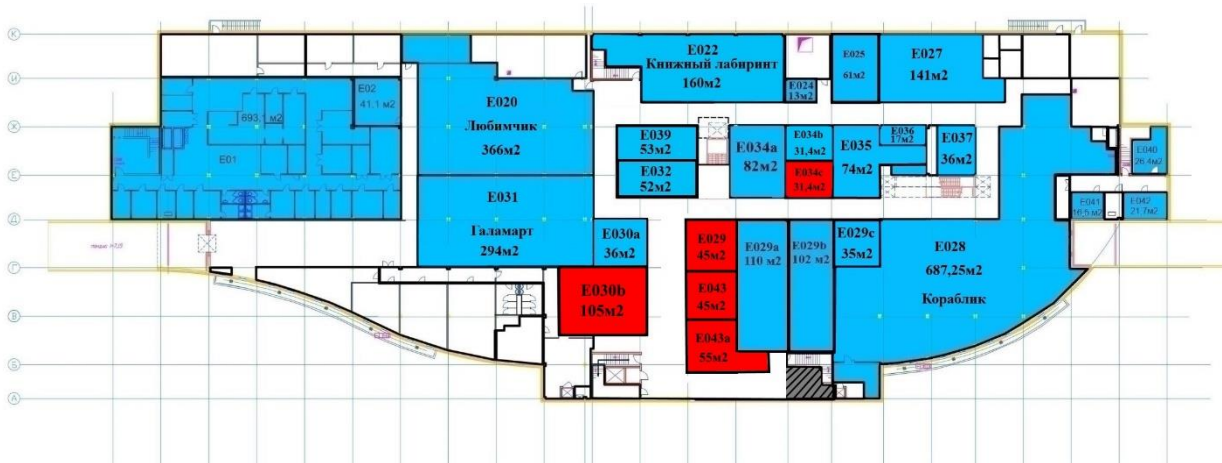 К
И
Ж
Е
Д
Г
В
Б
А
E02
41,1 м2
693,1 м2
E01
E020
Любимчик
366м2
E031
Галамарт
294м2
E022
Книжный лабиринт
160м2
E024
13м2
E025
61м2
E027
141м2
E039
53м2
E032
52м2
E034a
82м2
E034b
31,4м2
E034c
31,4м2
E035
74м2
E036
17м2
E037
36м2
E040
26.4м2
E041
16,5 м2
E042
21.7м2
E030a
36м2
E030b
105м2
E029
45м2
E043
45м2
E043a
55м2
E029a
110 м2
E029b
102 м2
E029c
35м2
E028
687,25м2
Кораблик